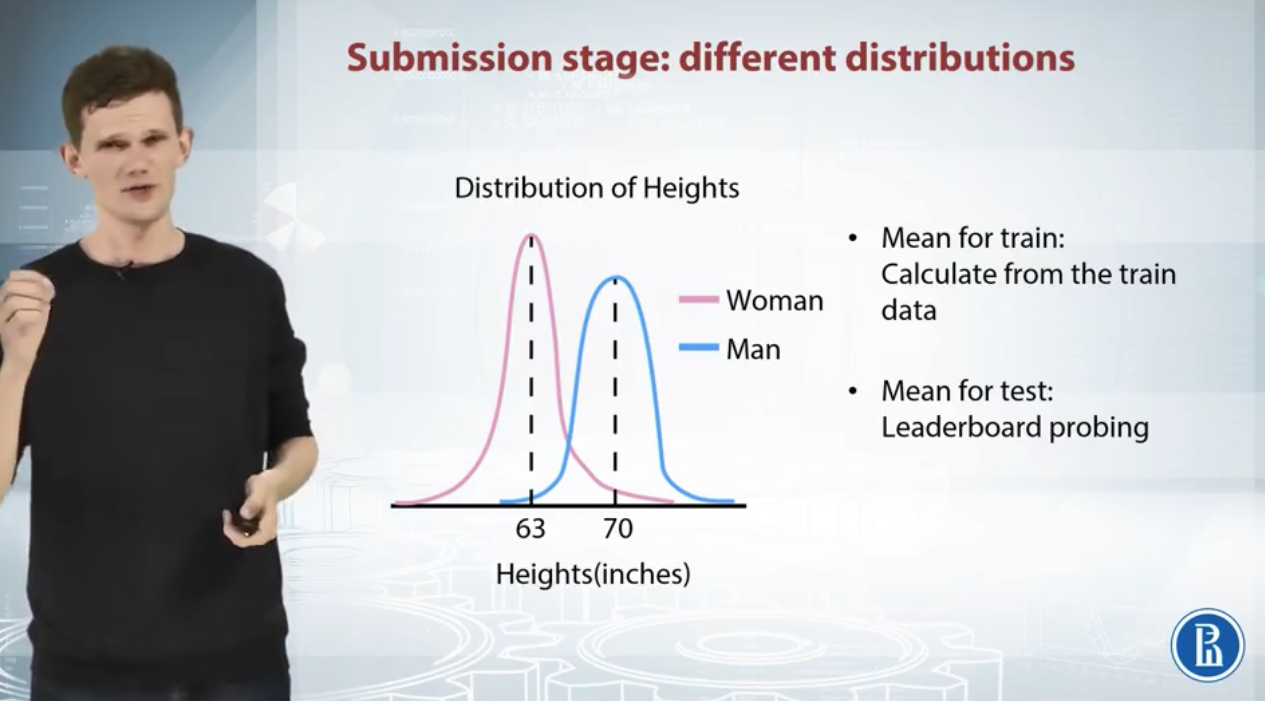 Submission stage: different distributions
Distribution of Heights
Woman
Man
63 70
Heights(inches)
• Mean for train:
Calculate from the train
data
• Mean for test:
Leaderboard probing